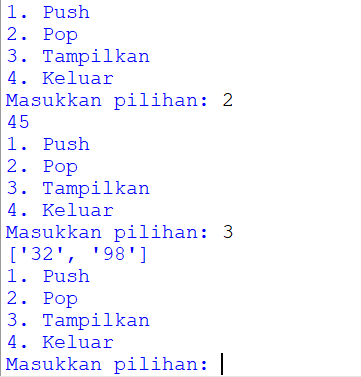 1. Push
2. Pop
3. Tampilkan
4. Keluar
Masukkan pilihan: 2
45
1. Push
2. Pop
3. Tampilkan
4. Keluar
Masukkan pilihan: 3
['32', '98']
1. Push
2. Pop
3. Tampilkan
4. Keluar
Masukkan pilihan: